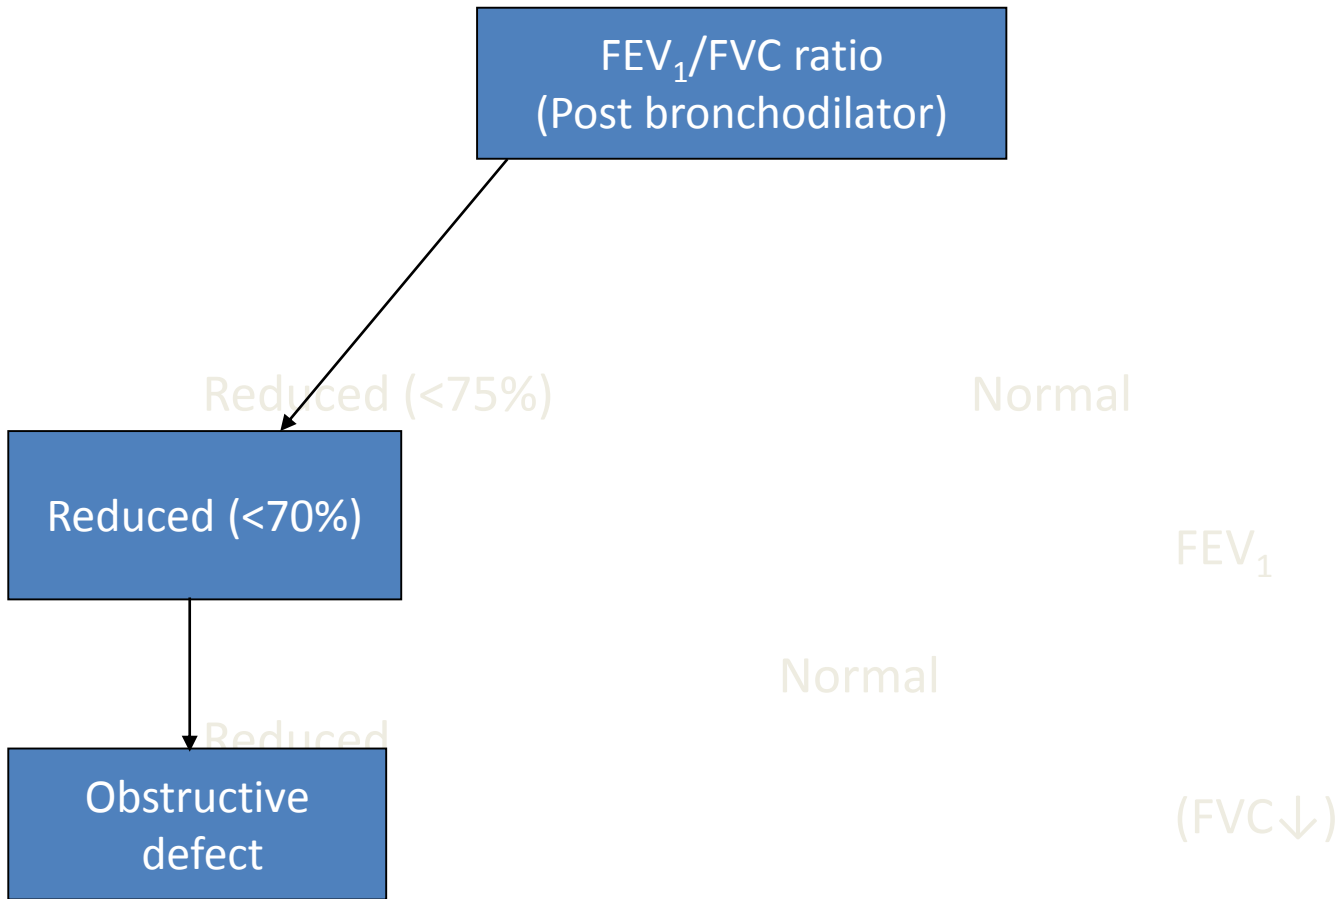 FEV₁/FVC ratio
(Post bronchodilator)
Reduced (<75%)
Normal
Reduced (<70%)
FEV₁
Normal
Reduced
Obstructive
defect
(FVC↓)